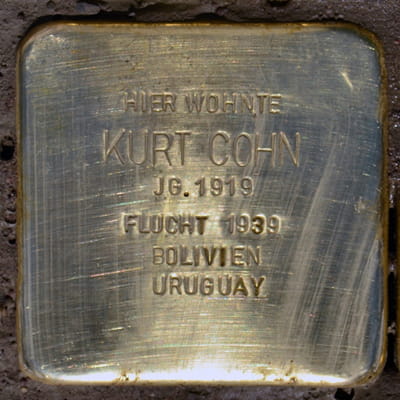 HIER WOHNTE
KURT COHN
JG. 1919
FLUCHT 1939
BOLIVIEN
URUGUAY